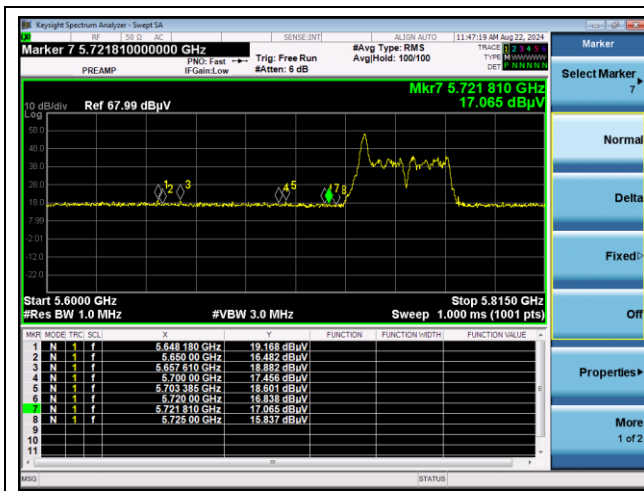 Keysight Spectrum Analyzer - Swept SA
RF 50 Ω AC SENSE:INT ALIGN AUTO 11:47:19 AM Aug 22, 2024
Marker 7 5.721810000000 GHz
PREAMP
PNO: Fast
IFGain:Low
Trig: Free Run
#Atten: 6 dB
#Avg Type: RMS
Avg|Hold: 100/100
TRACE 1 2 3 4 5 6
TYPE M W W W W W
DET P N N N N N
Mkr7 5.721 810 GHz
17.065 dBµV
10 dB/div Ref 67.99 dBµV
Log
58.0
48.0
38.0
28.0
18.0
7.99
-2.01
-12.0
-22.0
1 2 3 4 5 7 8
Start 5.6000 GHz Stop 5.8150 GHz
#Res BW 1.0 MHz #VBW 3.0 MHz Sweep 1.000 ms (1001 pts)
MKR MODE TRC SCL X Y FUNCTION FUNCTION WIDTH FUNCTION VALUE
1 N 1 f 5.648 180 GHz 19.168 dBµV
2 N 1 f 5.650 00 GHz 16.482 dBµV
3 N 1 f 5.657 610 GHz 18.882 dBµV
4 N 1 f 5.700 00 GHz 17.456 dBµV
5 N 1 f 5.703 385 GHz 18.601 dBµV
6 N 1 f 5.720 00 GHz 16.838 dBµV
7 N 1 f 5.721 810 GHz 17.065 dBµV
8 N 1 f 5.725 00 GHz 15.837 dBµV
9
10
11
MSG STATUS
Marker
Select Marker
7
Normal
Delta
Fixed
Off
Properties
More
1 of 2